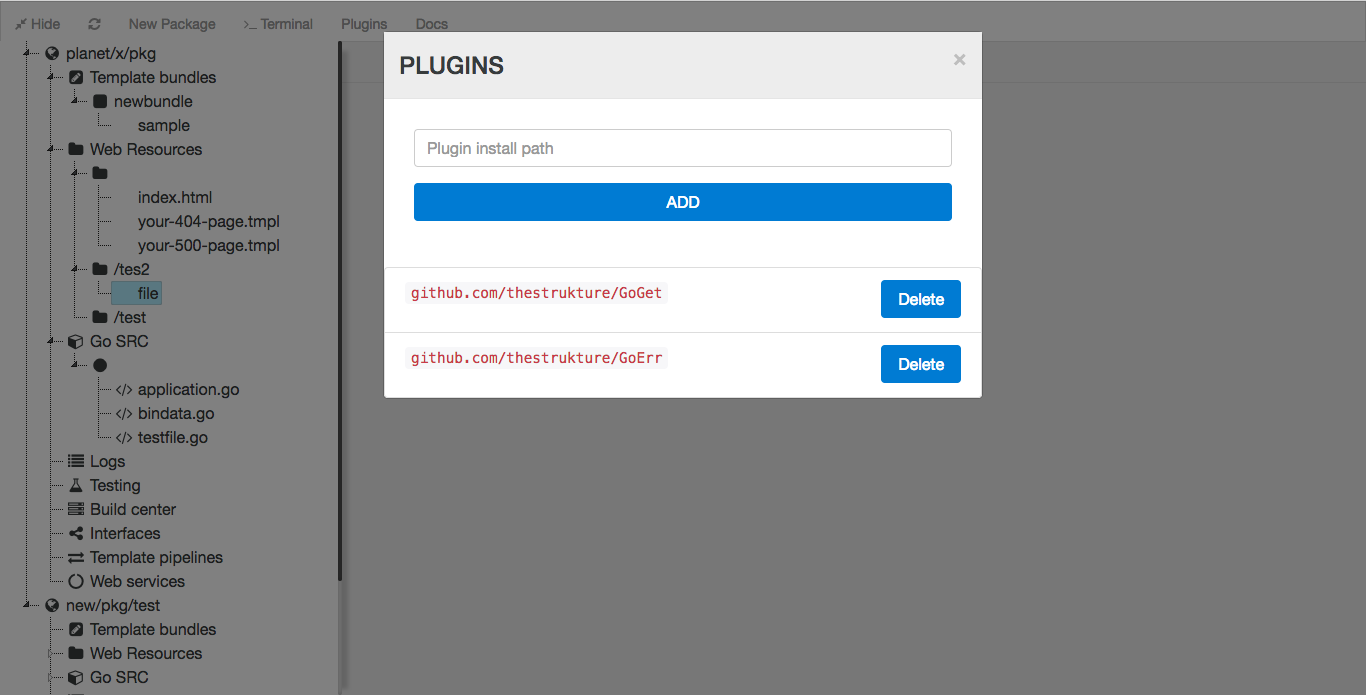 Hide New Package >_ Terminal Plugins Docs
planet/x/pkg
Template bundles
newbundle
sample
Web Resources
index.html
your-404-page.tmpl
your-500-page.tmpl
/tes2
file
/test
Go SRC
</> application.go
</> bindata.go
</> testfile.go
Logs
Testing
Build center
Interfaces
Template pipelines
Web services
new/pkg/test
Template bundles
Web Resources
Go SRC
PLUGINS ×
Plugin install path
ADD
github.com/thestrukture/GoGet Delete
github.com/thestrukture/GoErr Delete